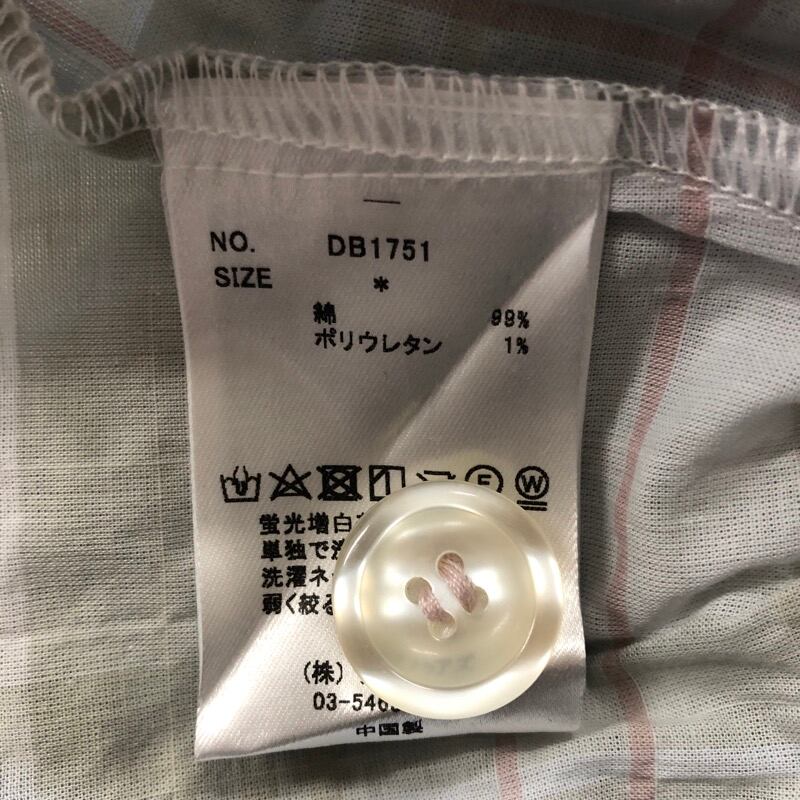 NO. DB1751
SIZE *
綿 99%
ポリウレタン 1%
F W
蛍光増白
単独で洗
洗濯ネ
弱く絞る
(株)
03-546
中国製